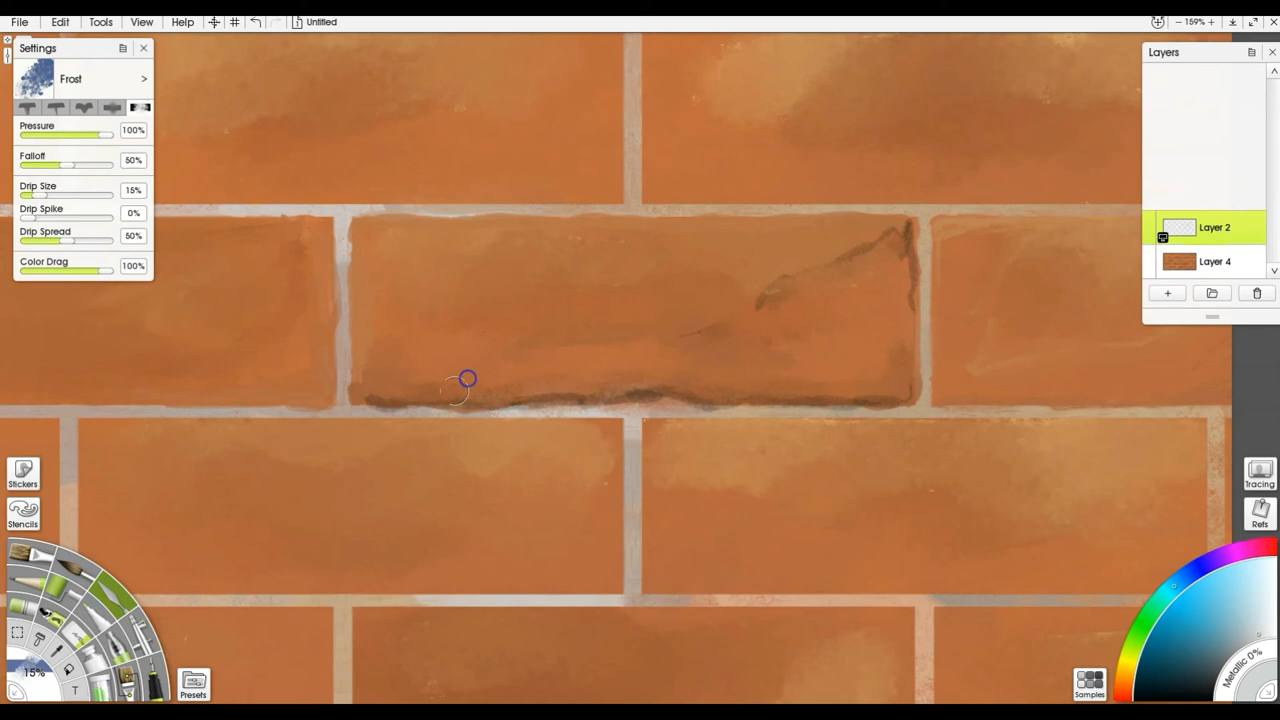 File Edit Tools View Help Untitled 159%
Settings
Frost
Pressure 100%
Falloff 50%
Drip Size 15%
Drip Spike 0%
Drip Spread 50%
Color Drag 100%
Layers
Layer 2
Layer 4
Stickers
Stencils
Tracing
Refs
15%
T
Presets
Samples
Metallic 0%